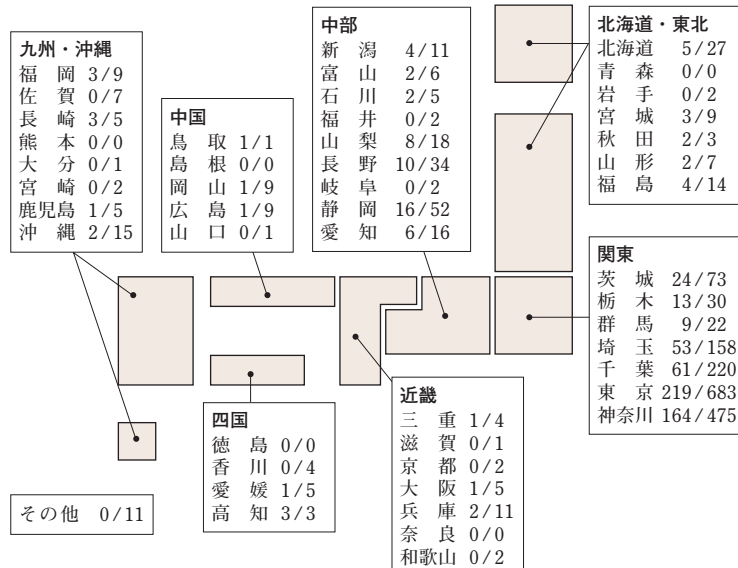 九州・沖縄
福岡 3/9
佐賀 0/7
長崎 3/5
熊本 0/0
大分 0/1
宮崎 0/2
鹿児島 1/5
沖縄 2/15
中国
鳥取 1/1
島根 0/0
岡山 1/9
広島 1/9
山口 0/1
中部
新潟 4/11
富山 2/6
石川 2/5
福井 0/2
山梨 8/18
長野 10/34
岐阜 0/2
静岡 16/52
愛知 6/16
北海道・東北
北海道 5/27
青森 0/0
岩手 0/2
宮城 3/9
秋田 2/3
山形 2/7
福島 4/14
関東
茨城 24/73
栃木 13/30
群馬 9/22
埼玉 53/158
千葉 61/220
東京 219/683
神奈川 164/475
近畿
三重 1/4
滋賀 0/1
京都 0/2
大阪 1/5
兵庫 2/11
奈良 0/0
和歌山 0/2
四国
徳島 0/0
香川 0/4
愛媛 1/5
高知 3/3
その他 0/11